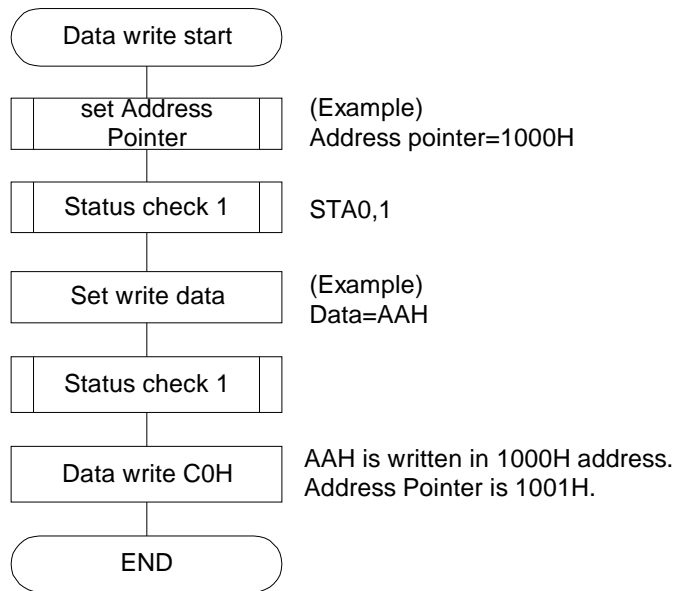 Data write start
set Address
Pointer
(Example)
Address pointer=1000H
Status check 1
STA0,1
Set write data
(Example)
Data=AAH
Status check 1
Data write C0H
AAH is written in 1000H address.
Address Pointer is 1001H.
END